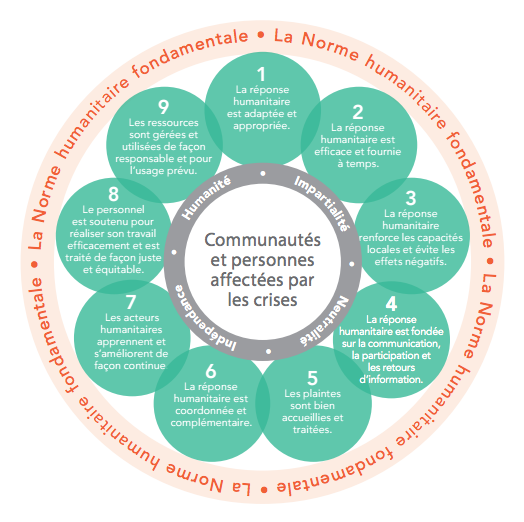 La Norme humanitaire fondamentale • La Norme humanitaire fondamentale • La Norme humanitaire fondamentale • La Norme humanitaire fondamentale •
1
La réponse
humanitaire
est adaptée et
appropriée.
2
La réponse
humanitaire est
efficace et fournie
à temps.
3
La réponse
humanitaire
renforce les capacités
locales et évite les
effets négatifs.
4
La réponse
humanitaire est fondée
sur la communication,
la participation et
les retours
d'information.
5
Les plaintes
sont bien
accueillies et
traitées.
6
La réponse
humanitaire est
coordonnée et
complémentaire.
7
Les acteurs
humanitaires
apprennent et
s'améliorent de
façon continue
8
Le personnel
est soutenu pour
réaliser son travail
efficacement et est
traité de façon juste
et équitable.
9
Les ressources
sont gérées et
utilisées de façon
responsable et pour
l'usage prévu.
Humanité • Impartialité • Neutralité • Indépendance •
Communautés
et personnes
affectées par
les crises